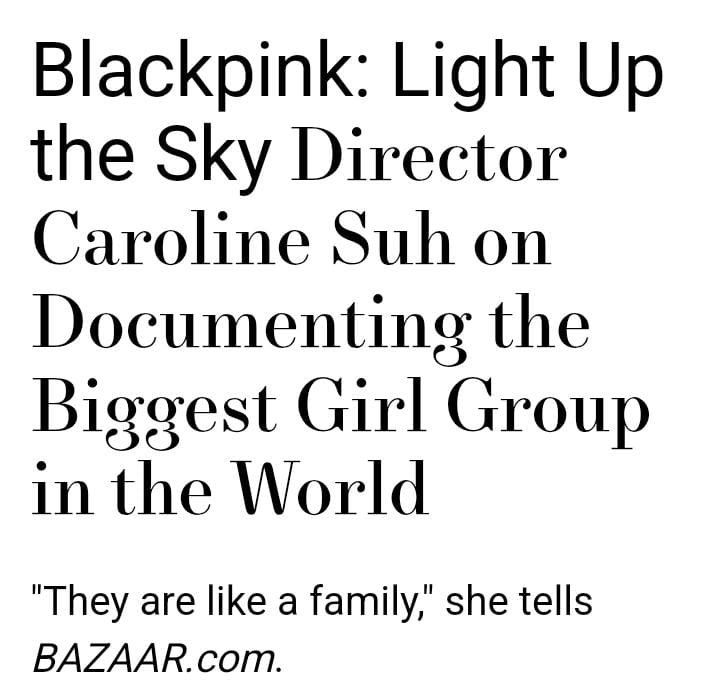 Blackpink: Light Up
the Sky Director
Caroline Suh on
Documenting the
Biggest Girl Group
in the World
"They are like a family," she tells
BAZAAR.com.